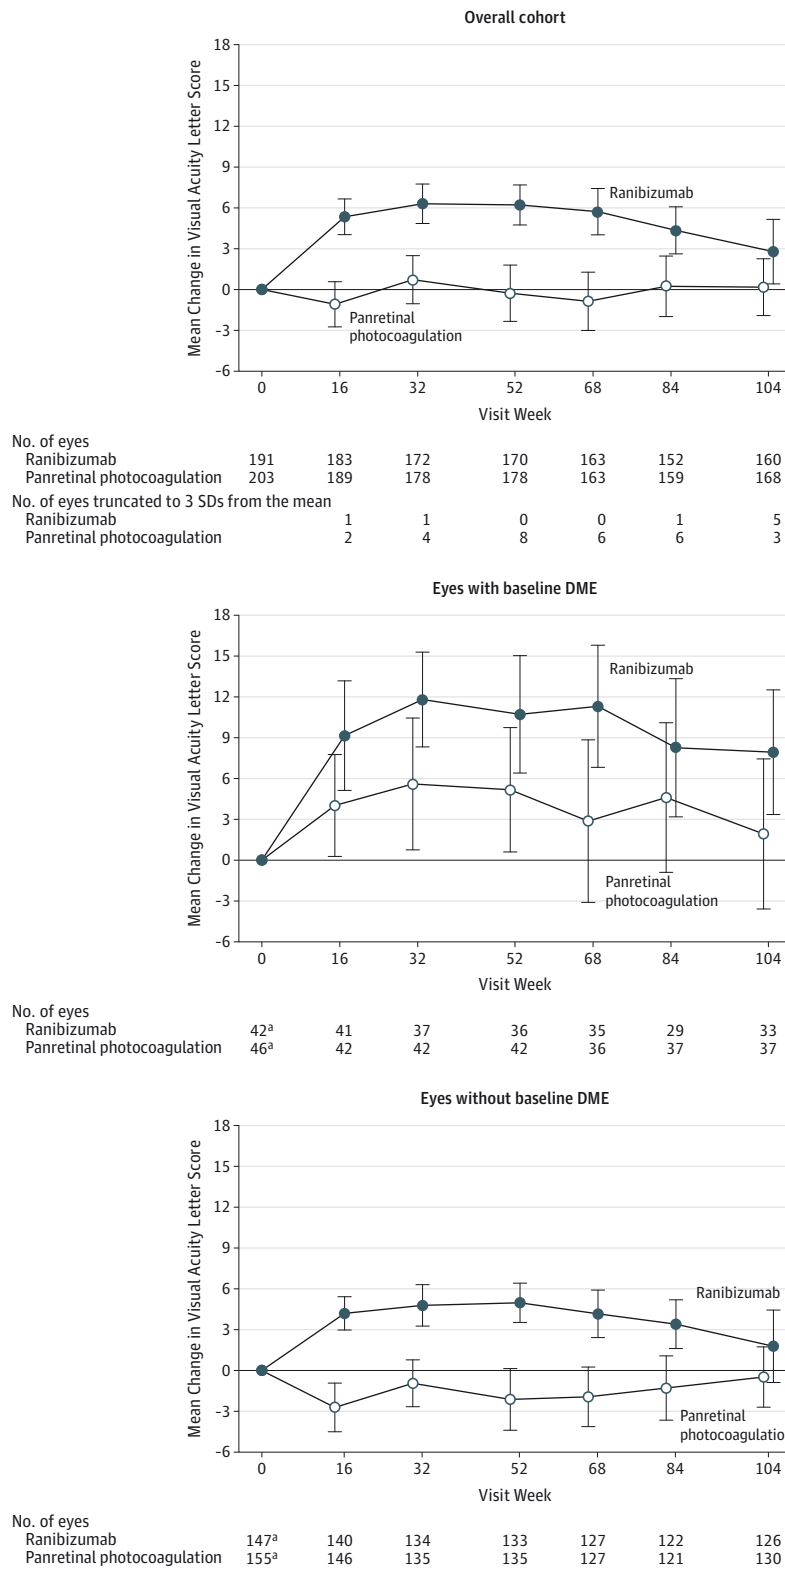 Overall cohort
18
15
12
9
6
3
0
-3
-6
Mean Change in Visual Acuity Letter Score
Ranibizumab
Panretinal
photocoagulation
0 16 32 52 68 84 104
Visit Week
No. of eyes
Ranibizumab 191 183 172 170 163 152 160
Panretinal photocoagulation 203 189 178 178 163 159 168
No. of eyes truncated to 3 SDs from the mean
Ranibizumab 1 1 0 0 1 5
Panretinal photocoagulation 2 4 8 6 6 3
Eyes with baseline DME
18
15
12
9
6
3
0
-3
-6
Mean Change in Visual Acuity Letter Score
Ranibizumab
Panretinal
photocoagulation
0 16 32 52 68 84 104
Visit Week
No. of eyes
Ranibizumab 42a 41 37 36 35 29 33
Panretinal photocoagulation 46a 42 42 42 36 37 37
Eyes without baseline DME
18
15
12
9
6
3
0
-3
-6
Mean Change in Visual Acuity Letter Score
Ranibizumab
Panretinal
photocoagulatio
0 16 32 52 68 84 104
Visit Week
No. of eyes
Ranibizumab 147a 140 134 133 127 122 126
Panretinal photocoagulation 155a 146 135 135 127 121 130